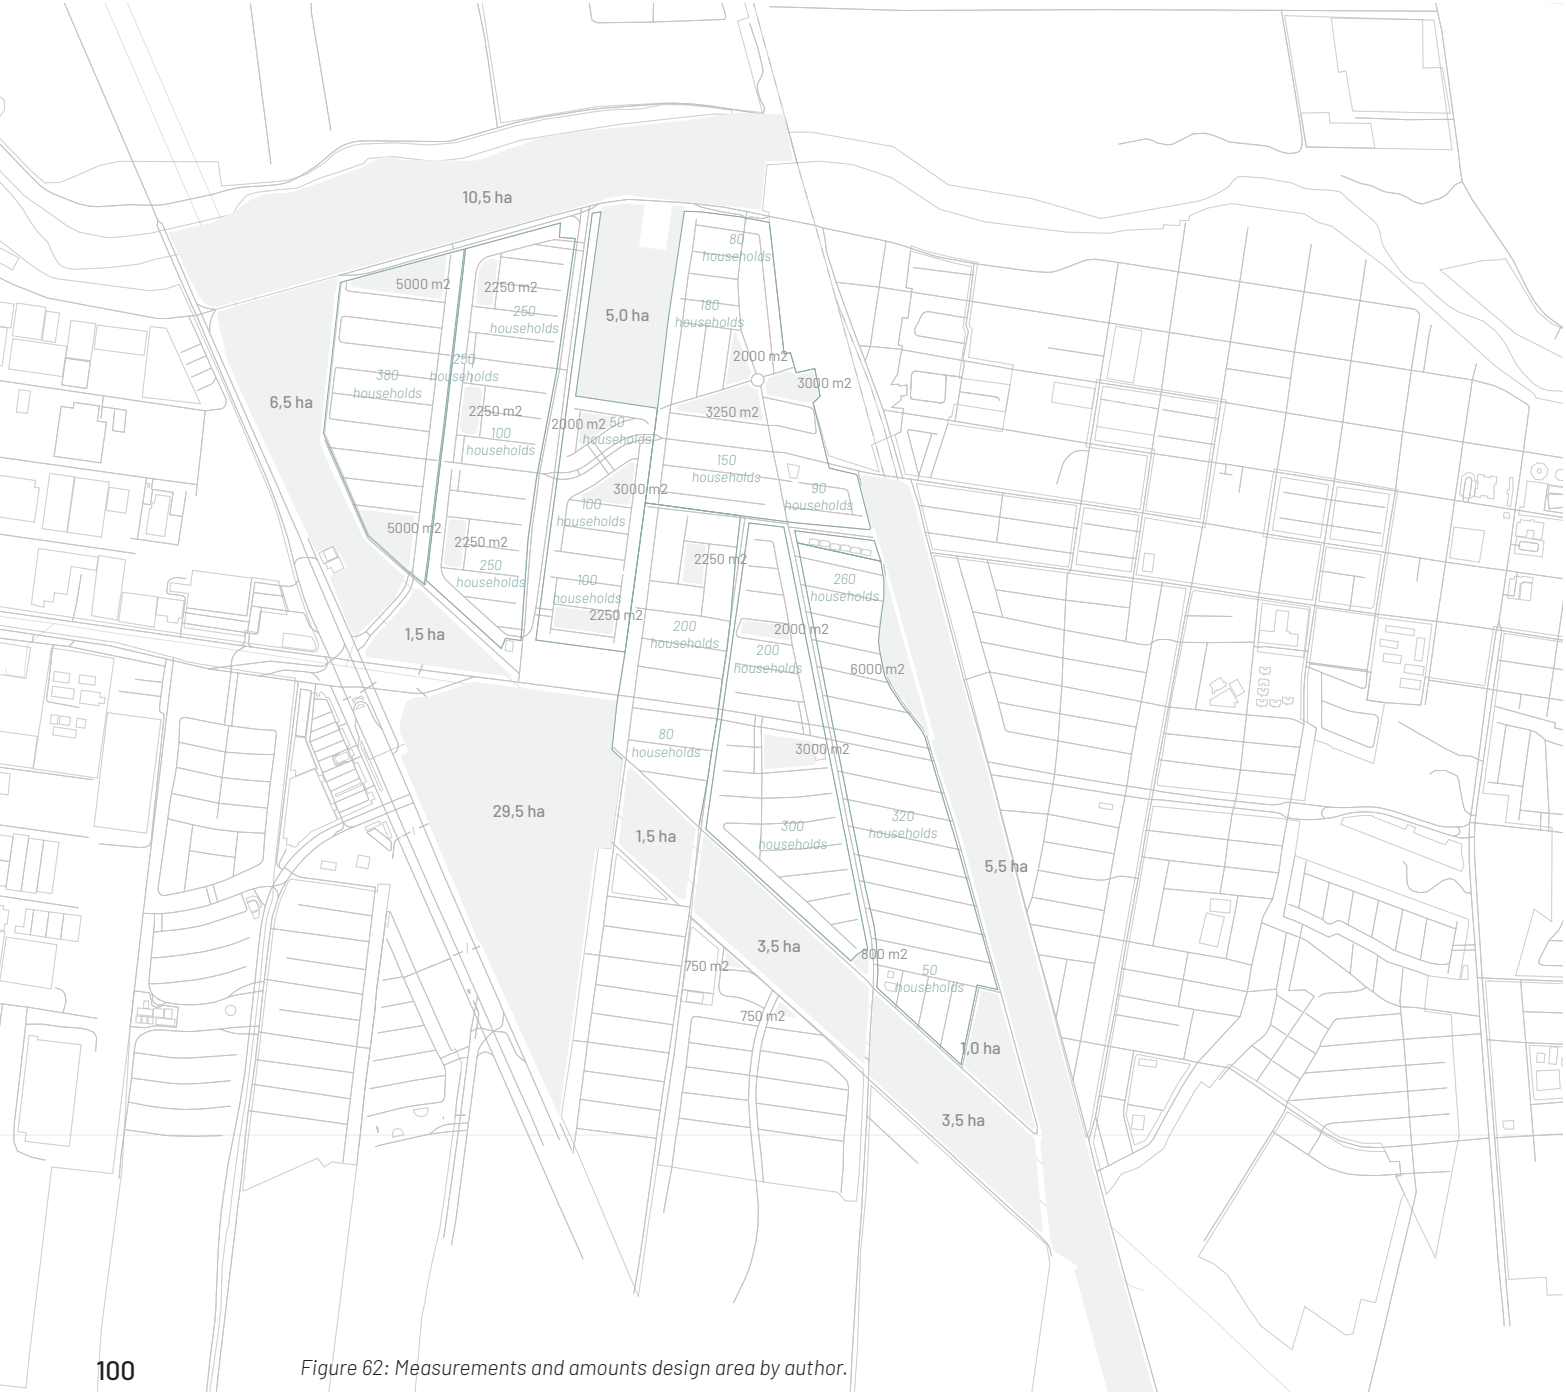 10,5 ha
80
households
5000 m2
2250 m2
250
households
180
households
5,0 ha
250
households
380
households
2000 m2
3000 m2
6,5 ha
2250 m2
3250 m2
2000 m2
50
households
100
households
150
households
3000 m2
90
households
100
households
5000 m2
2250 m2
2250 m2
250
households
100
households
260
households
2250 m2
1,5 ha
200
households
2000 m2
200
households
6000 m2
80
households
3000 m2
29,5 ha
1,5 ha
300
households
320
households
5,5 ha
3,5 ha
800 m2
750 m2
50
households
750 m2
1,0 ha
3,5 ha
100
Figure 62: Measurements and amounts design area by author.